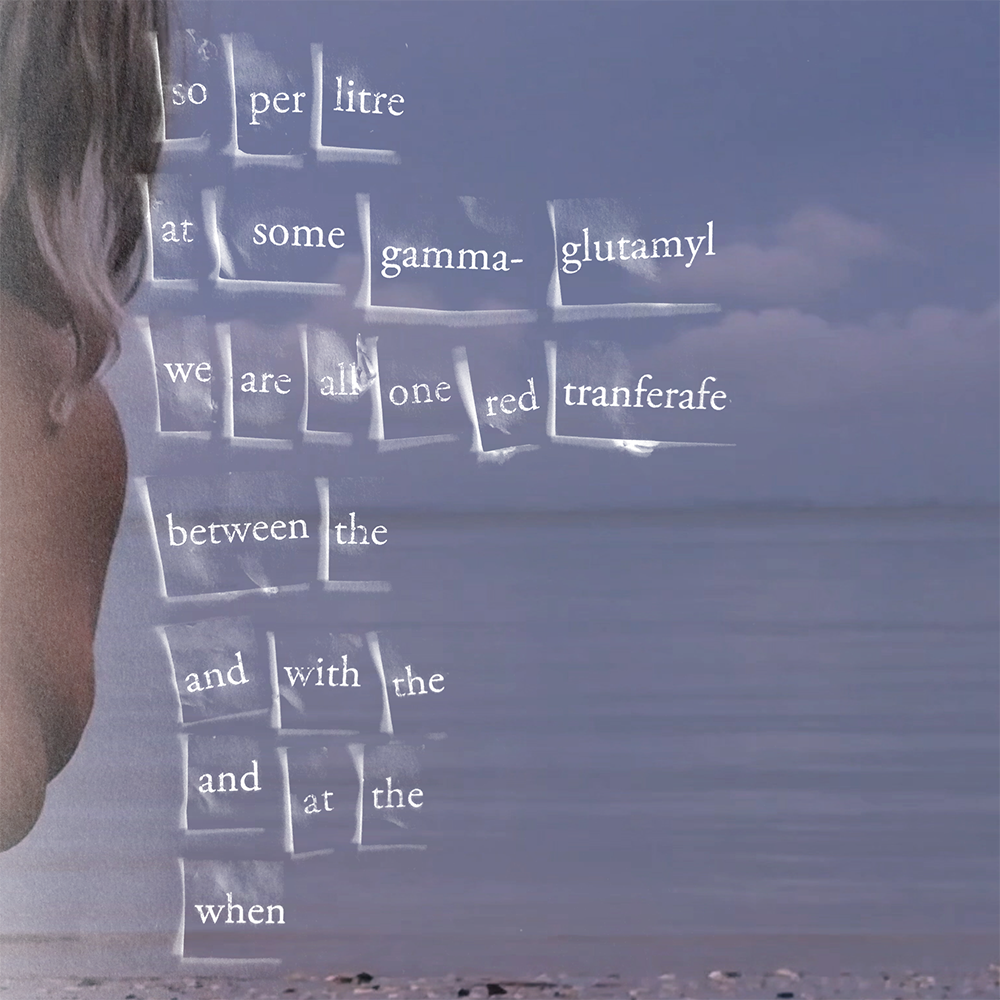 so per litre
at some gamma- glutamyl
we are all one red tranferafe
between the
and with the
and at the
when